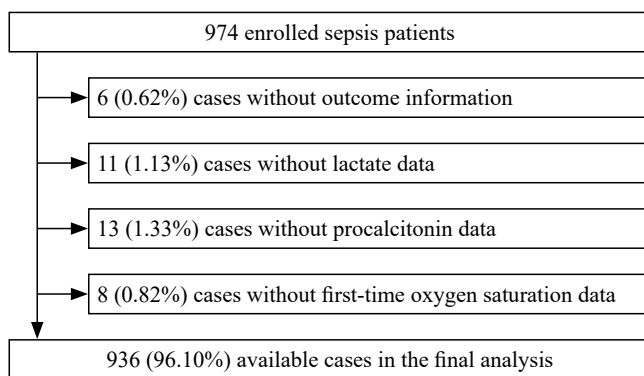 974 enrolled sepsis patients
6 (0.62%) cases without outcome information
11 (1.13%) cases without lactate data
13 (1.33%) cases without procalcitonin data
8 (0.82%) cases without first-time oxygen saturation data
936 (96.10%) available cases in the final analysis